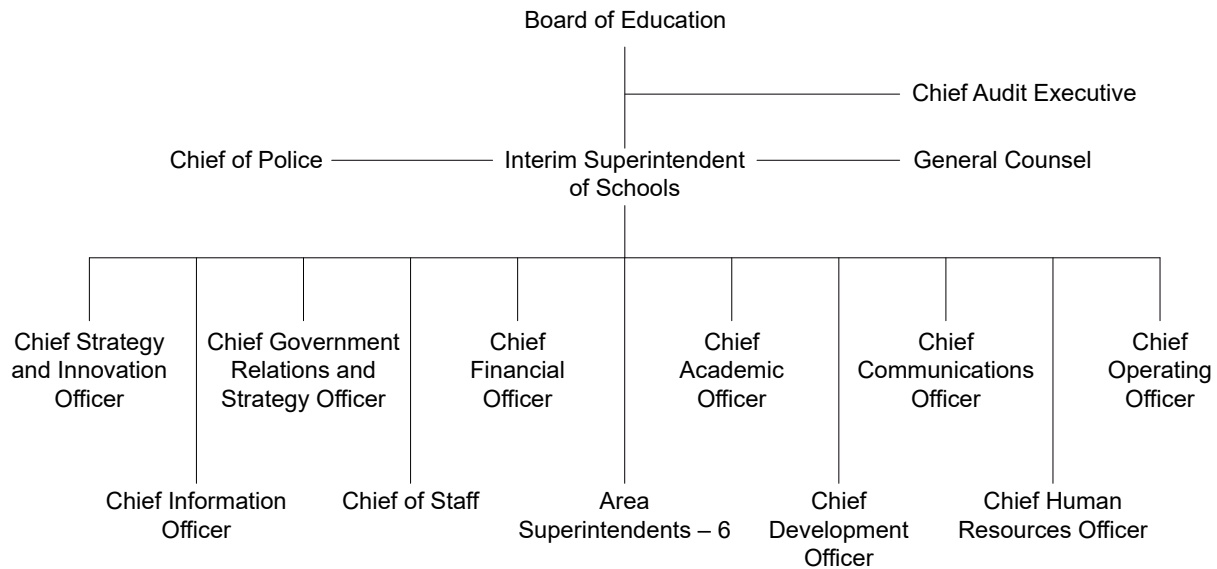 Board of Education
Chief Audit Executive
Chief of Police
Interim Superintendent
of Schools
General Counsel
Chief Strategy
and Innovation
Officer
Chief Government
Relations and
Strategy Officer
Chief
Financial
Officer
Chief
Academic
Officer
Chief
Communications
Officer
Chief
Operating
Officer
Chief Information
Officer
Chief of Staff
Area
Superintendents – 6
Chief
Development
Officer
Chief Human
Resources Officer